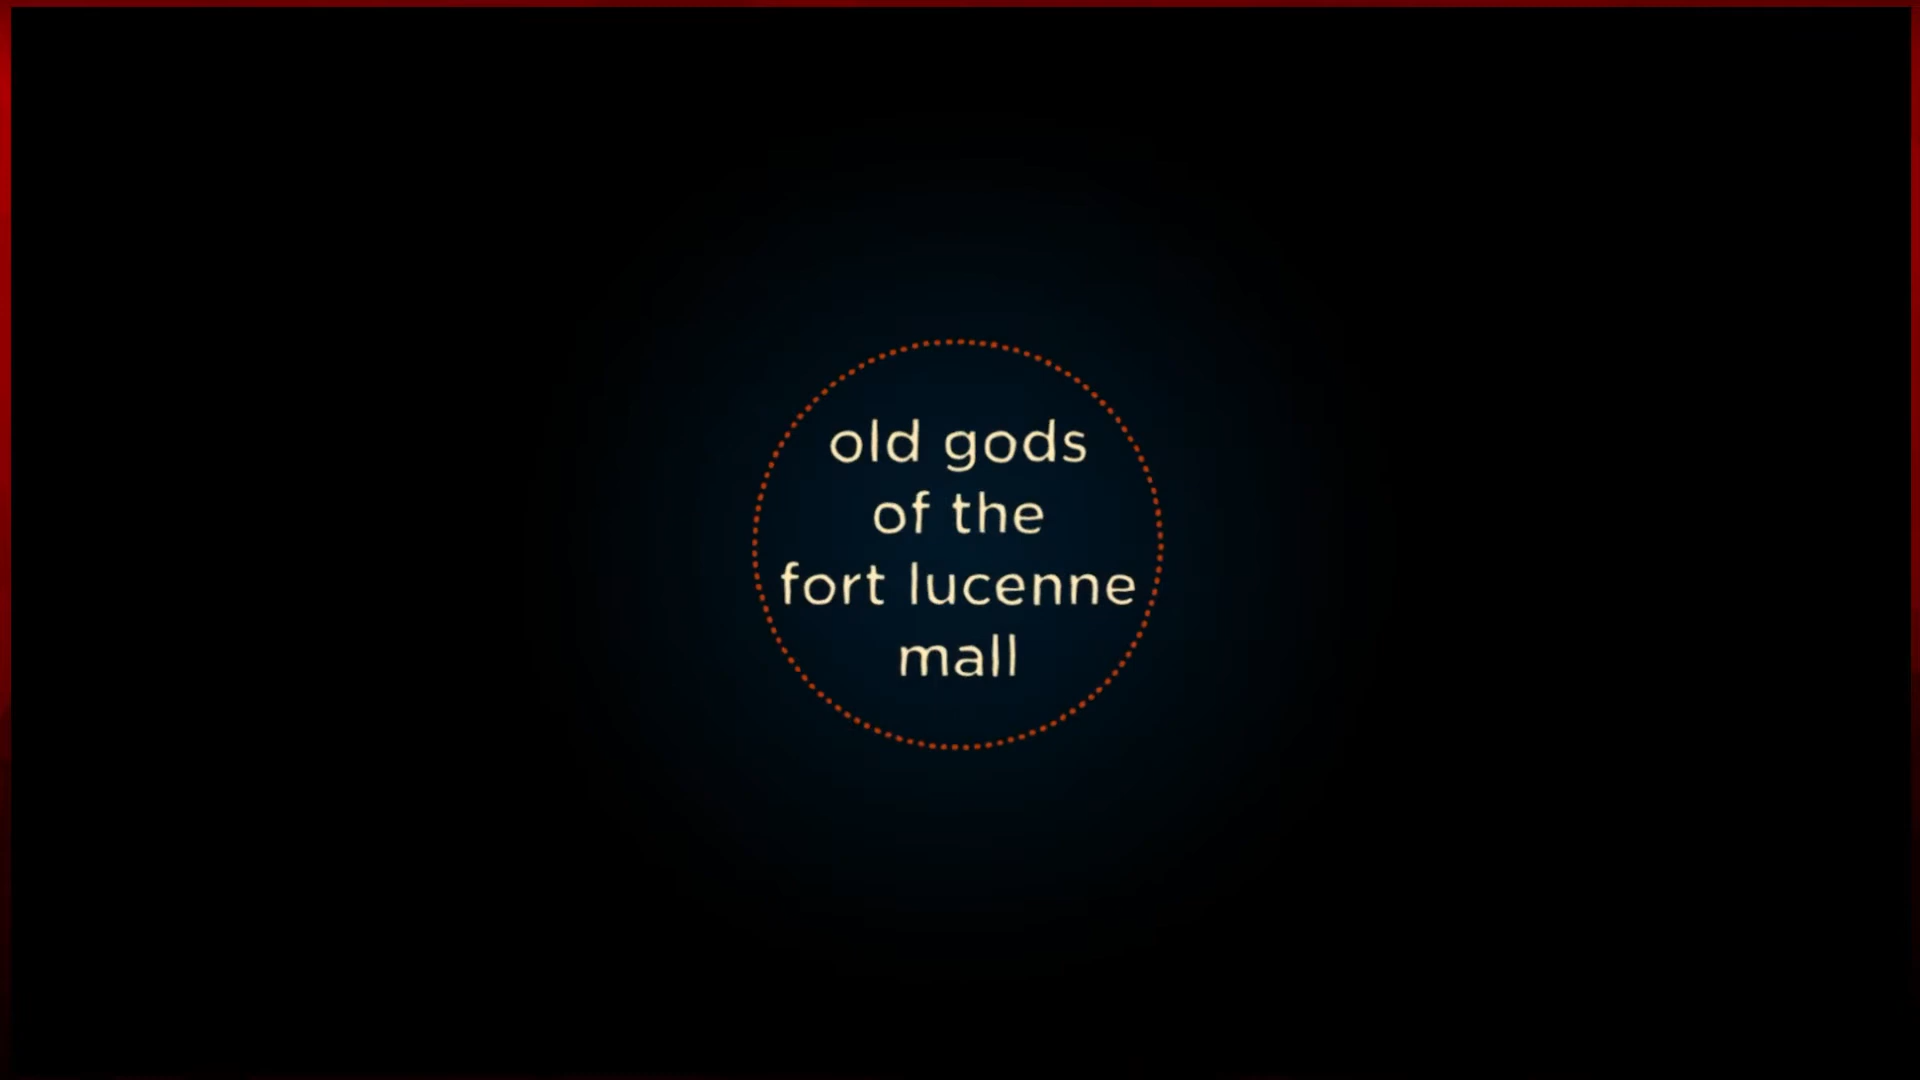 old gods
of the
fort lucenne
mall